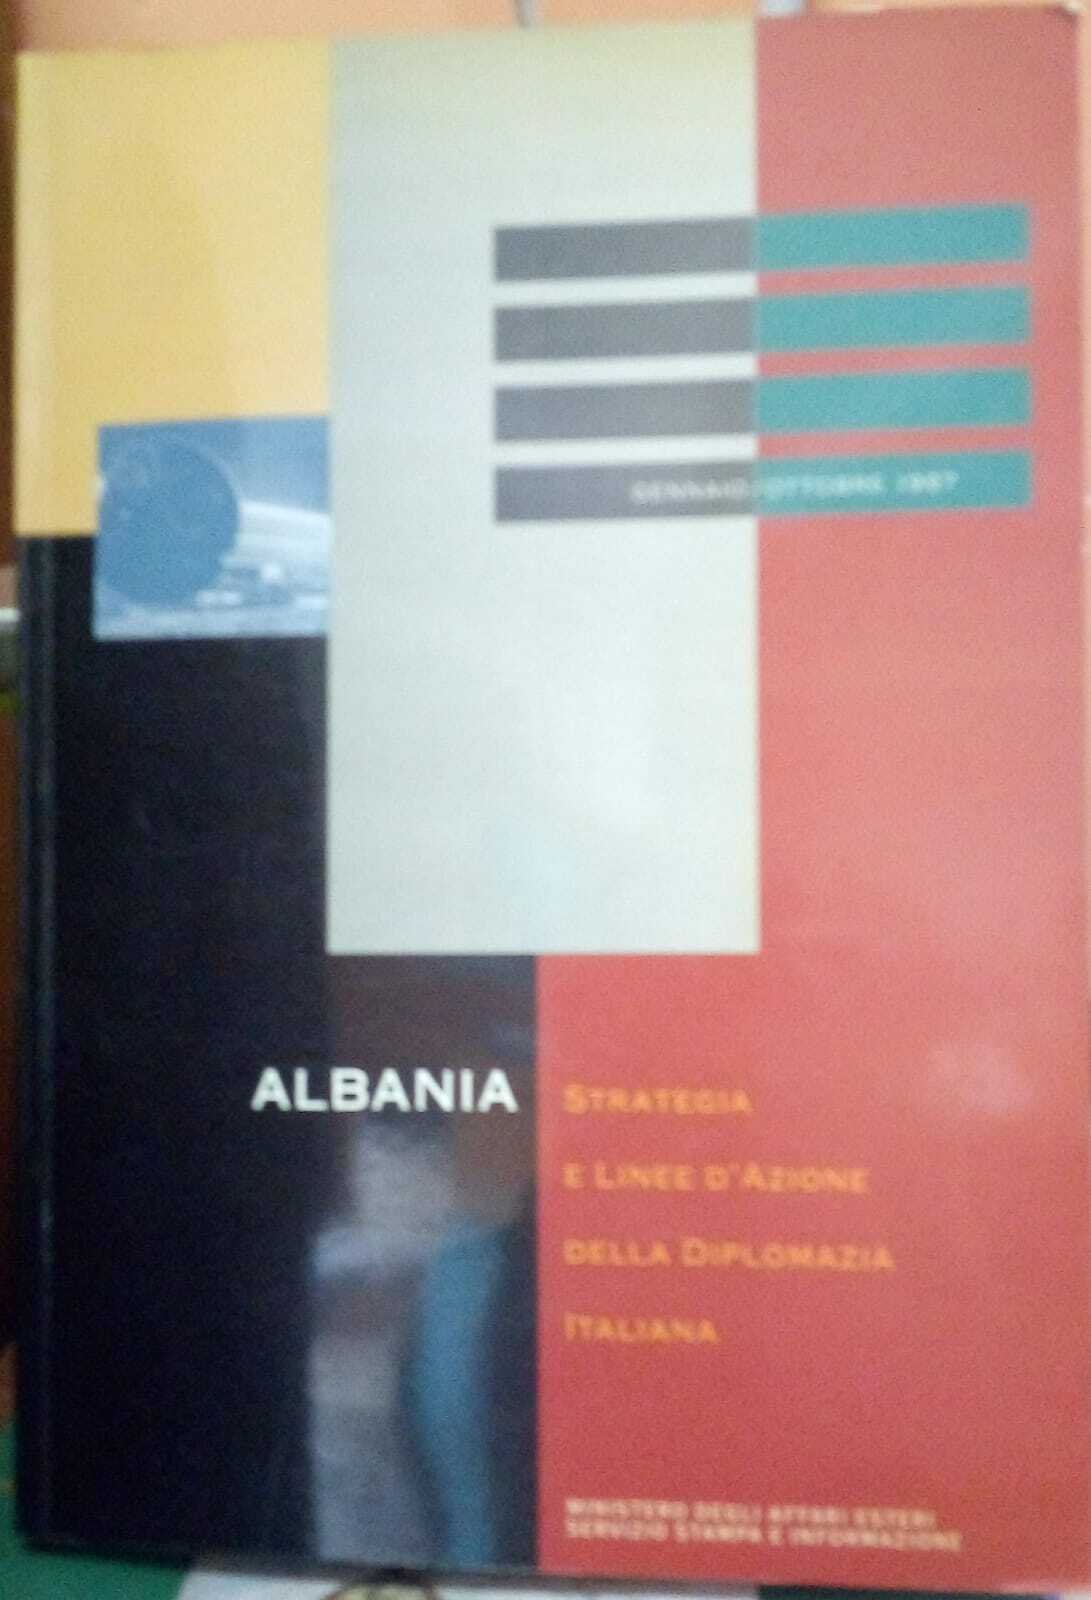 GENNAIO/OTTOBRE 1997
ALBANIA
STRATEGIA
E LINEE D'AZIONE
DELLA DIPLOMAZIA
ITALIANA
MINISTERO DEGLI AFFARI ESTERI
SERVIZIO STAMPA E INFORMAZIONE